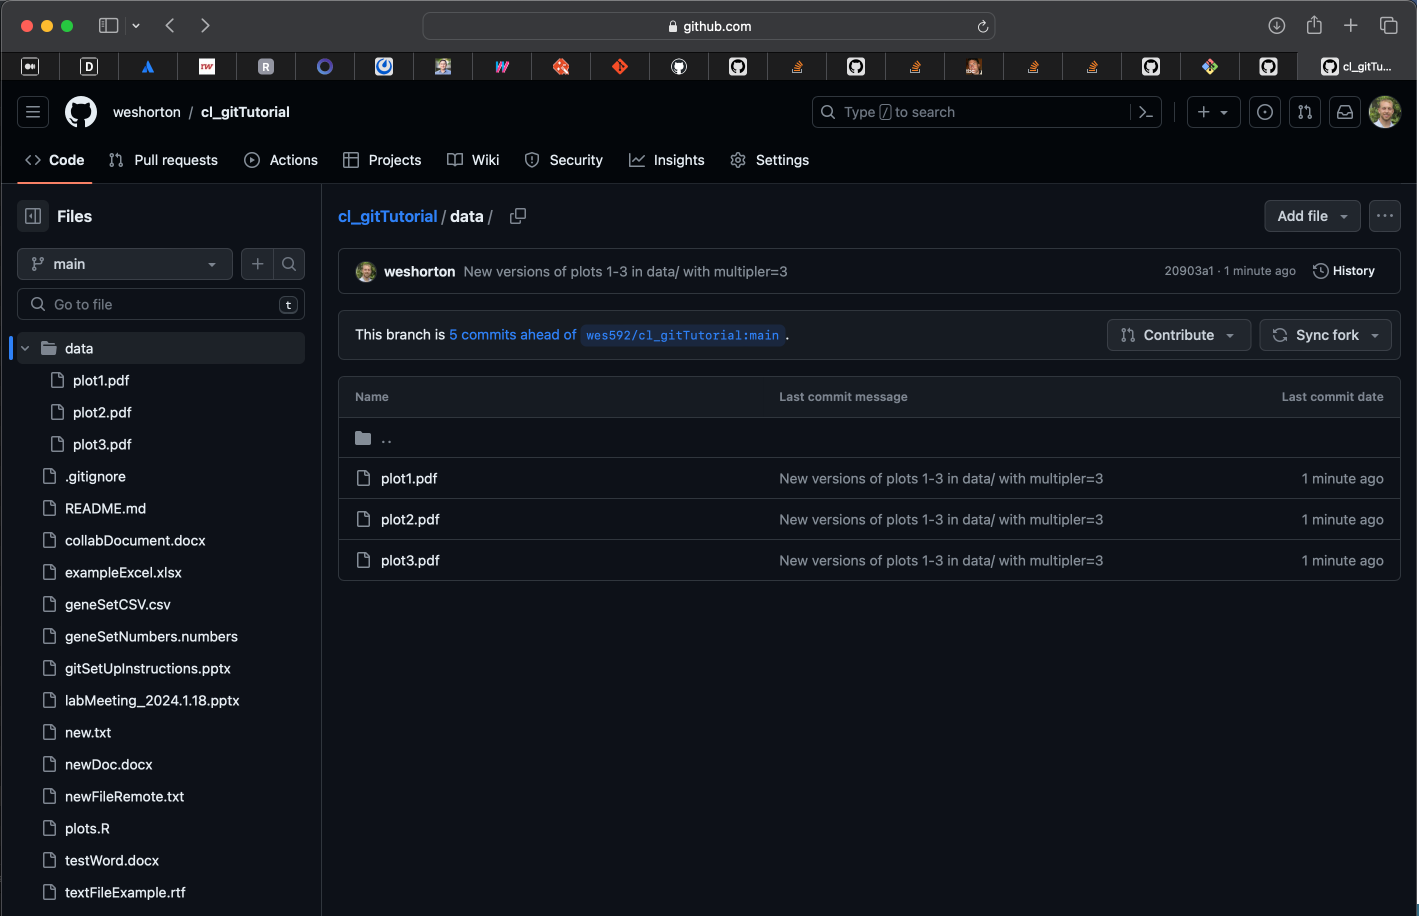 github.com
D
rw
R
cl_gitTu...
weshorton / cl_gitTutorial
Type / to search
Code Pull requests Actions Projects Wiki Security Insights Settings
Files
cl_gitTutorial / data /
Add file
main
weshorton New versions of plots 1-3 in data/ with multipler=3
20903a1 · 1 minute ago History
Go to file t
This branch is 5 commits ahead of wes592/cl_gitTutorial:main .
Contribute Sync fork
data
plot1.pdf
plot2.pdf
plot3.pdf
.gitignore
README.md
collabDocument.docx
exampleExcel.xlsx
geneSetCSV.csv
geneSetNumbers.numbers
gitSetUpInstructions.pptx
labMeeting_2024.1.18.pptx
new.txt
newDoc.docx
newFileRemote.txt
plots.R
testWord.docx
textFileExample.rtf
Name Last commit message Last commit date
..
plot1.pdf New versions of plots 1-3 in data/ with multipler=3 1 minute ago
plot2.pdf New versions of plots 1-3 in data/ with multipler=3 1 minute ago
plot3.pdf New versions of plots 1-3 in data/ with multipler=3 1 minute ago